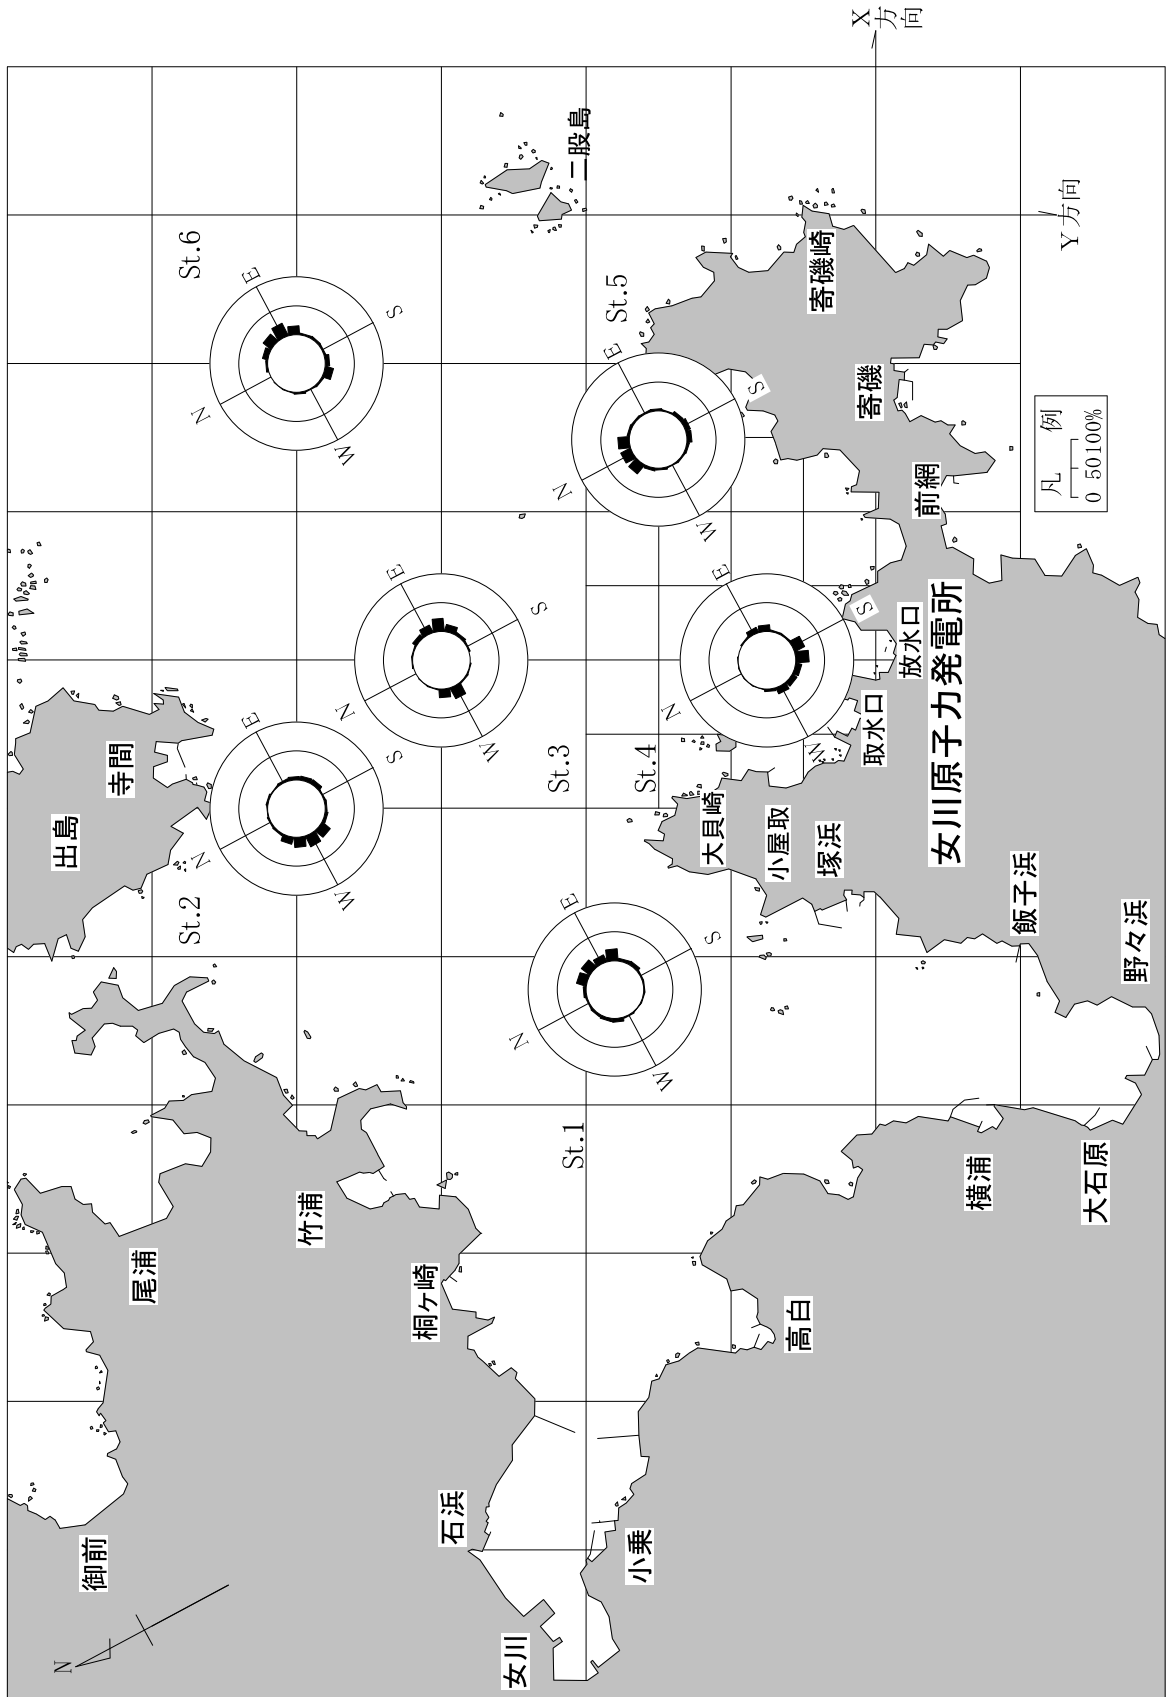 X方向
Y方向
二股島
St.6
N
E
S
W
St.5
N
E
S
W
寄磯崎
寄磯
前網
凡 例
0 50100%
N
E
S
W
St.3
N
E
S
W
St.4
女川原子力発電所
放水口
取水口
出島
寺間
N
E
S
W
St.2
大貝崎
小屋取
塚浜
飯子浜
野々浜
N
E
S
W
St.1
尾浦
竹浦
桐ヶ崎
高白
横浦
大石原
御前
石浜
小乗
女川
N